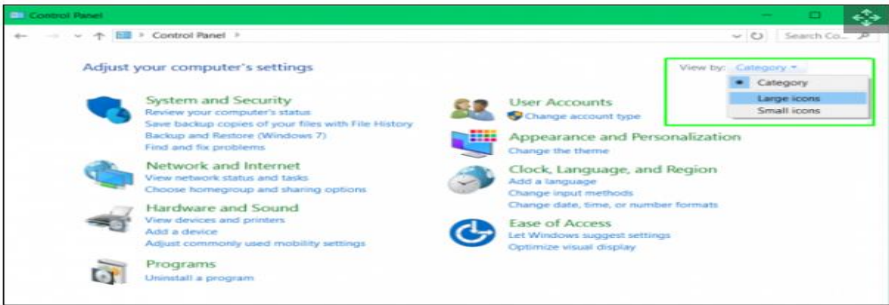 Control Panel
Control Panel
Search Co...
Adjust your computer's settings
View by: Category
Category
Large icons
Small icons
System and Security
Review your computer's status
Save backup copies of your files with File History
Backup and Restore (Windows 7)
Find and fix problems
Network and Internet
View network status and tasks
Choose homegroup and sharing options
Hardware and Sound
View devices and printers
Add a device
Adjust commonly used mobility settings
Programs
Uninstall a program
User Accounts
Change account type
Appearance and Personalization
Change the theme
Clock, Language, and Region
Add a language
Change input methods
Change date, time, or number formats
Ease of Access
Let Windows suggest settings
Optimize visual display